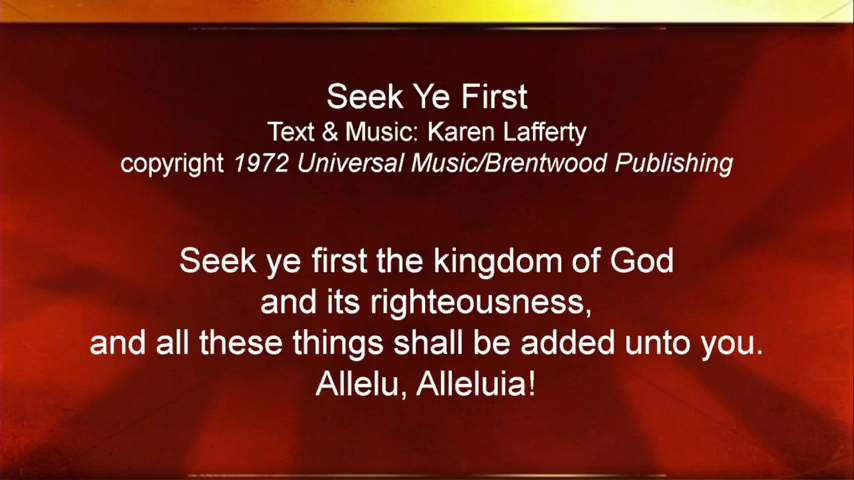 Seek Ye First
Text & Music: Karen Lafferty
copyright 1972 Universal Music/Brentwood Publishing
Seek ye first the kingdom of God
and its righteousness,
and all these things shall be added unto you.
Allelu, Alleluia!